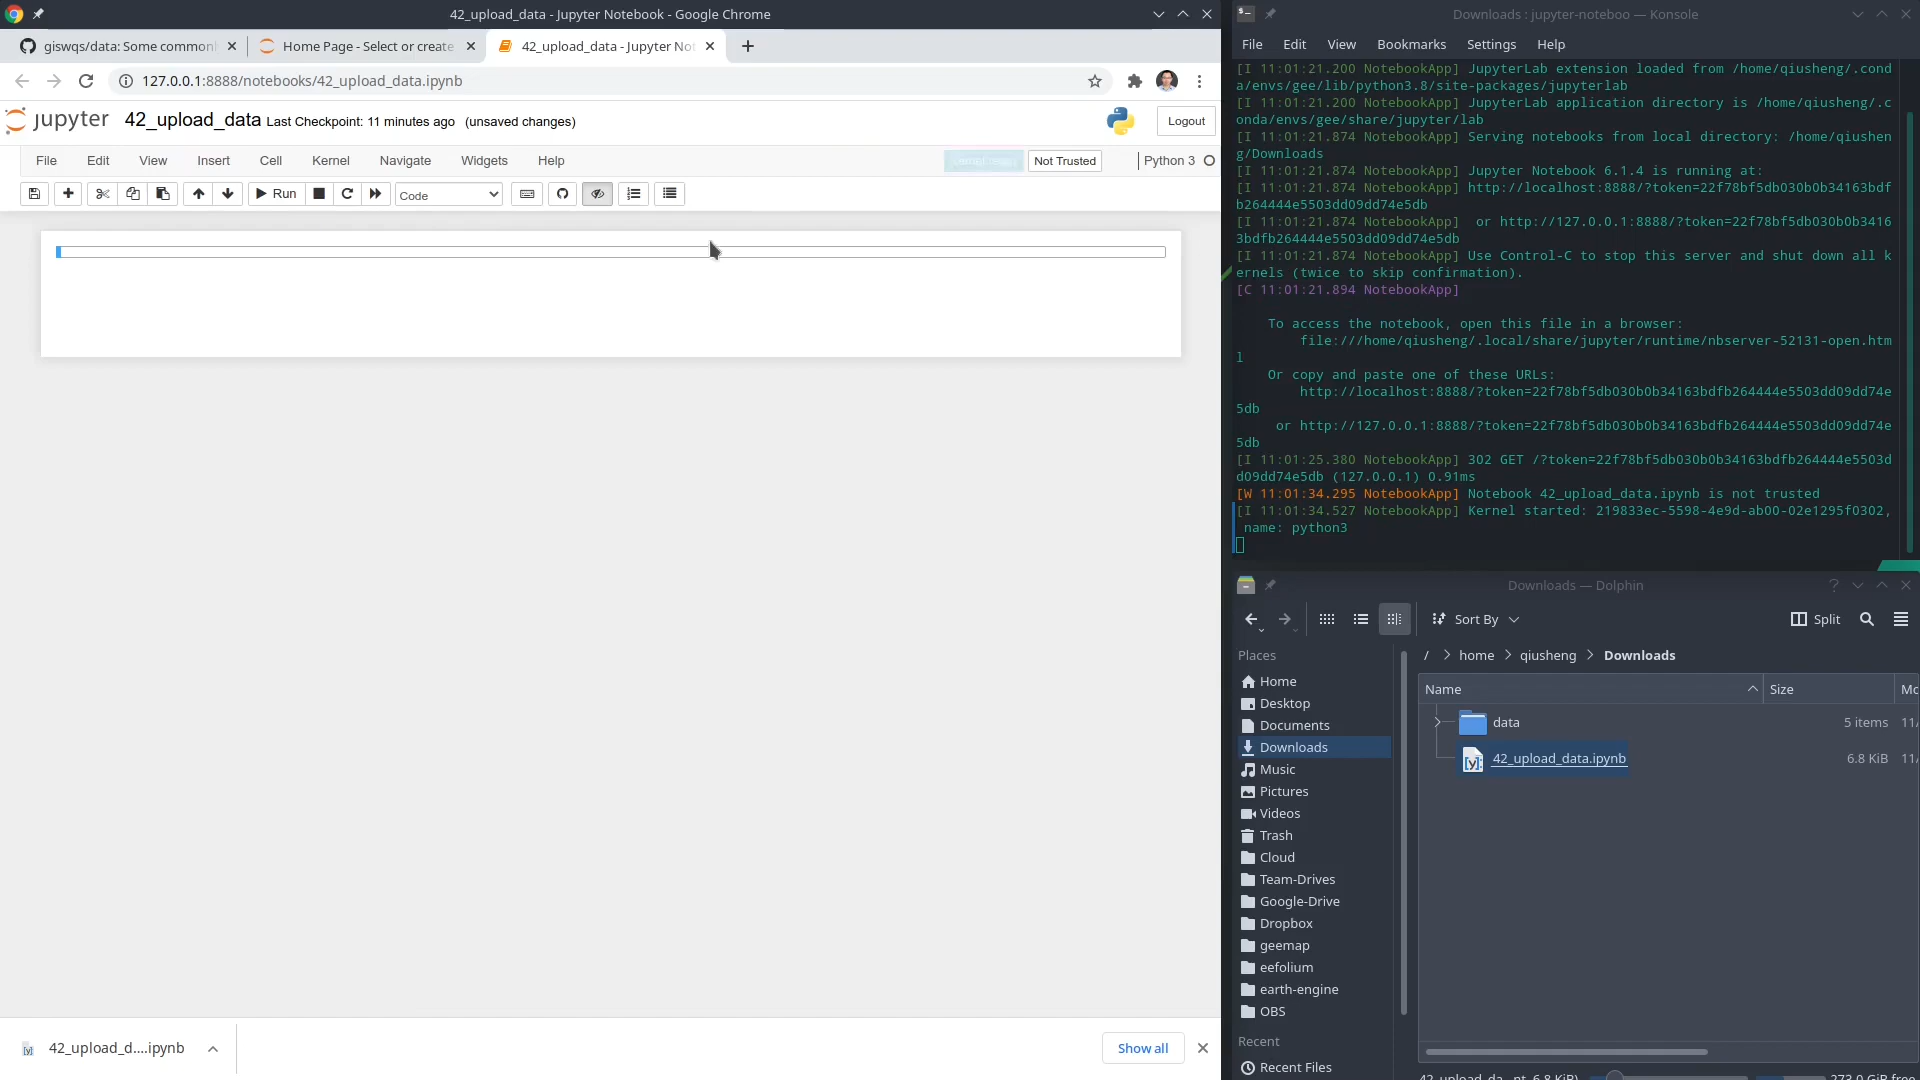 42_upload_data - Jupyter Notebook - Google Chrome
giswqs/data: Some common
Home Page - Select or create
42_upload_data - Jupyter Not
127.0.0.1:8888/notebooks/42_upload_data.ipynb
jupyter 42_upload_data Last Checkpoint: 11 minutes ago (unsaved changes)
Logout
File Edit View Insert Cell Kernel Navigate Widgets Help
Not Trusted
Python 3
Run
Code
42_upload_d....ipynb
Show all
Downloads : jupyter-noteboo — Konsole
File Edit View Bookmarks Settings Help
[I 11:01:21.200 NotebookApp] JupyterLab extension loaded from /home/qiusheng/.cond
a/envs/gee/lib/python3.8/site-packages/jupyterlab
[I 11:01:21.200 NotebookApp] JupyterLab application directory is /home/qiusheng/.c
onda/envs/gee/share/jupyter/lab
[I 11:01:21.874 NotebookApp] Serving notebooks from local directory: /home/qiushen
g/Downloads
[I 11:01:21.874 NotebookApp] Jupyter Notebook 6.1.4 is running at:
[I 11:01:21.874 NotebookApp] http://localhost:8888/?token=22f78bf5db030b0b34163bdf
b264444e5503dd09dd74e5db
[I 11:01:21.874 NotebookApp]  or http://127.0.0.1:8888/?token=22f78bf5db030b0b3416
3bdfb264444e5503dd09dd74e5db
[I 11:01:21.874 NotebookApp] Use Control-C to stop this server and shut down all k
ernels (twice to skip confirmation).
[C 11:01:21.894 NotebookApp]
To access the notebook, open this file in a browser:
file:///home/qiusheng/.local/share/jupyter/runtime/nbserver-52131-open.htm
l
Or copy and paste one of these URLs:
http://localhost:8888/?token=22f78bf5db030b0b34163bdfb264444e5503dd09dd74e
5db
or http://127.0.0.1:8888/?token=22f78bf5db030b0b34163bdfb264444e5503dd09dd74e
5db
[I 11:01:25.380 NotebookApp] 302 GET /?token=22f78bf5db030b0b34163bdfb264444e5503d
d09dd74e5db (127.0.0.1) 0.91ms
[W 11:01:34.295 NotebookApp] Notebook 42_upload_data.ipynb is not trusted
[I 11:01:34.527 NotebookApp] Kernel started: 219833ec-5598-4e9d-ab00-02e1295f0302,
name: python3
Downloads — Dolphin
Sort By
Split
Places
Home
Desktop
Documents
Downloads
Music
Pictures
Videos
Trash
Cloud
Team-Drives
Google-Drive
Dropbox
geemap
eefolium
earth-engine
OBS
Recent
Recent Files
/ > home > qiusheng > Downloads
Name Size Mo
data 5 items 11/
42_upload_data.ipynb 6.8 KiB 11/